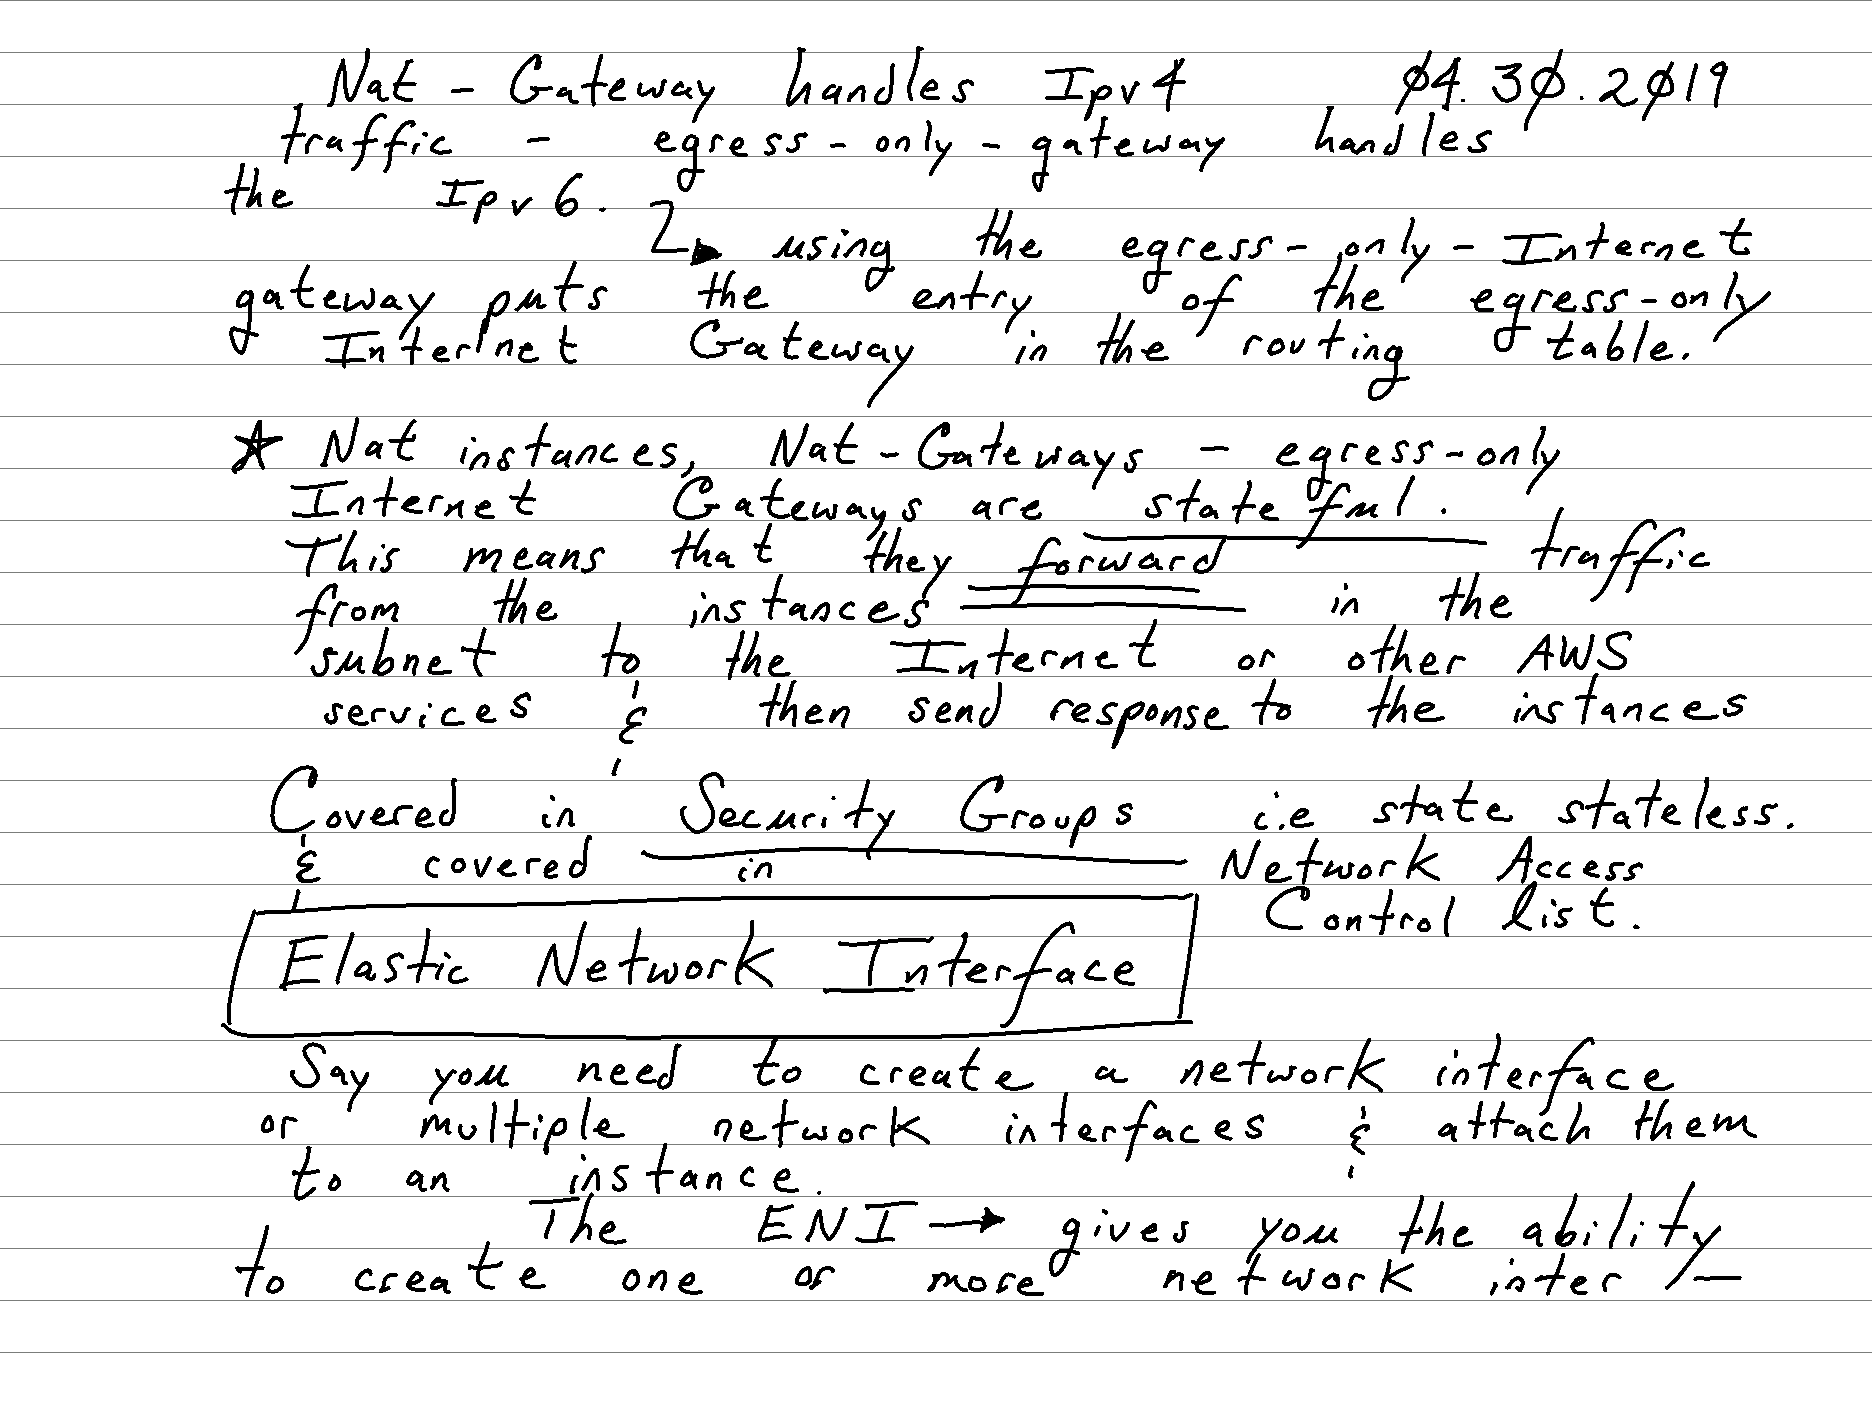 Nat - Gateway handles Ipv4 04.30.2019
traffic - egress-only-gateway handles
the Ipv6.
using the egress-only-Internet
gateway puts the entry of the egress-only
Internet Gateway in the routing table.
★ Nat instances, Nat-Gateways - egress-only
Internet Gateways are stateful.
This means that they forward traffic
from the instances in the
subnet to the Internet or other AWS
services & then send response to the instances
Covered in Security Groups i.e state stateless.
& covered in Network Access
Control list.
Elastic Network Interface
Say you need to create a network interface
or multiple network interfaces & attach them
to an instance.
The ENI → gives you the ability
to create one or more network inter—